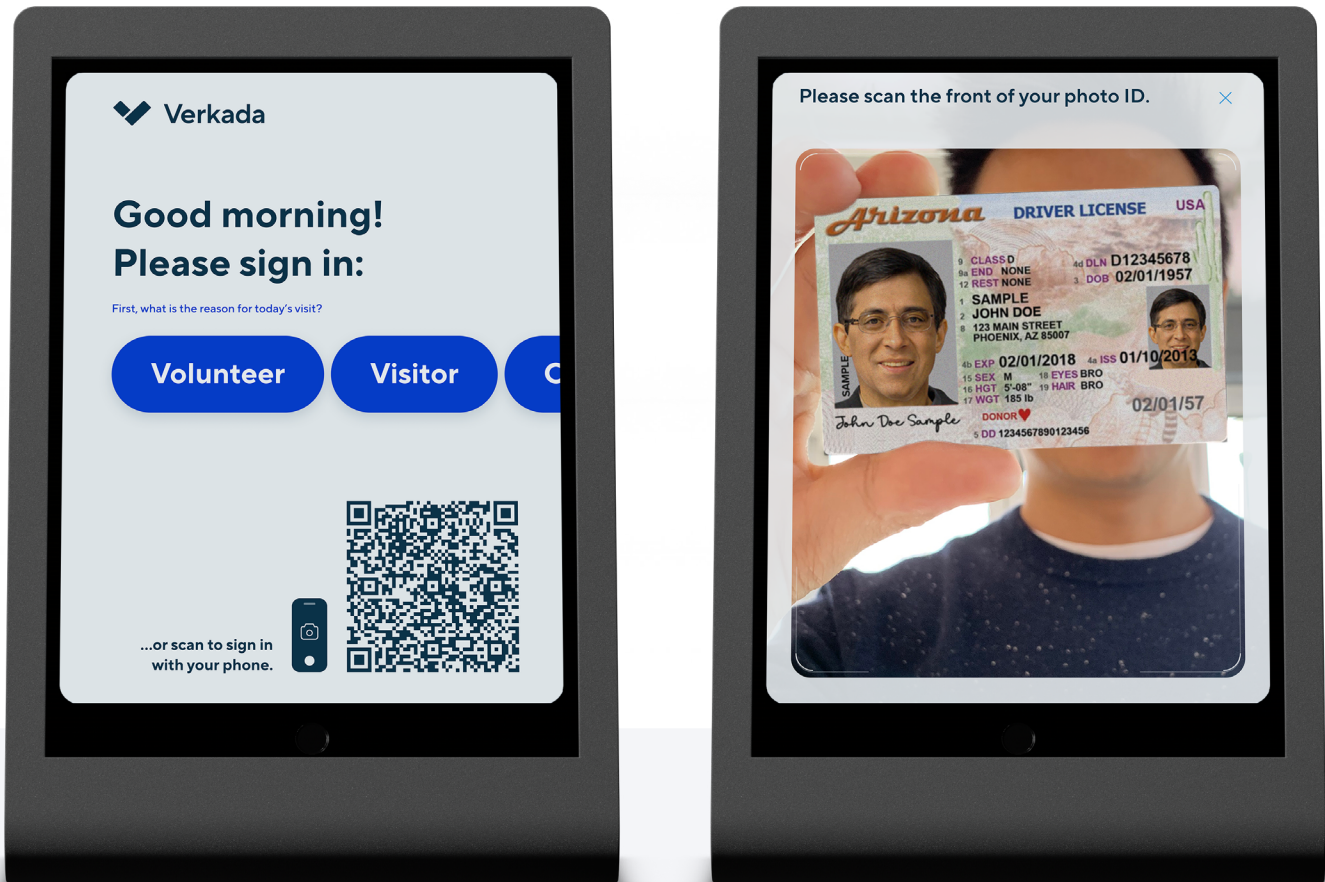 Verkada
Good morning!
Please sign in:
First, what is the reason for today's visit?
Volunteer
Visitor
...or scan to sign in
with your phone.
Please scan the front of your photo ID.
Arizona DRIVER LICENSE USA
9 CLASS D
9a END NONE
12 REST NONE
4d DLN D12345678
3 DOB 02/01/1957
1 SAMPLE
2 JOHN DOE
8 123 MAIN STREET
PHOENIX, AZ 85007
4b EXP 02/01/2018
4a ISS 01/10/2013
15 SEX M
16 HGT 5'-08"
17 WGT 185 lb
18 EYES BRO
19 HAIR BRO
DONOR
02/01/57
5 DD 1234567890123456
SAMPLE
John Doe Sample